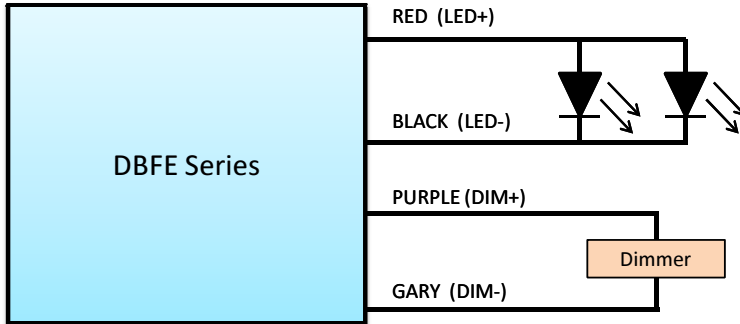 RED (LED+)
BLACK (LED-)
DBFE Series
PURPLE (DIM+)
Dimmer
GARY (DIM-)